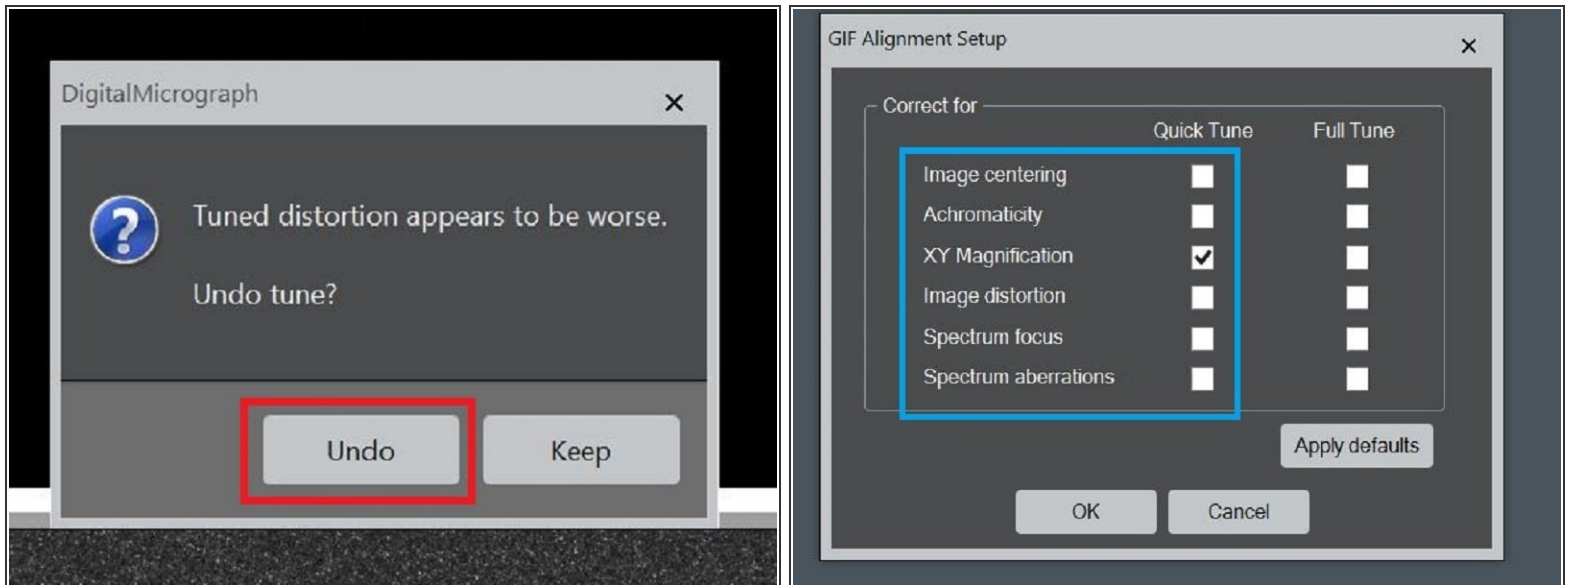 DigitalMicrograph
Tuned distortion appears to be worse.
Undo tune?
Undo
Keep
GIF Alignment Setup
Correct for
Quick Tune Full Tune
Image centering
Achromaticity
XY Magnification
Image distortion
Spectrum focus
Spectrum aberrations
Apply defaults
OK
Cancel